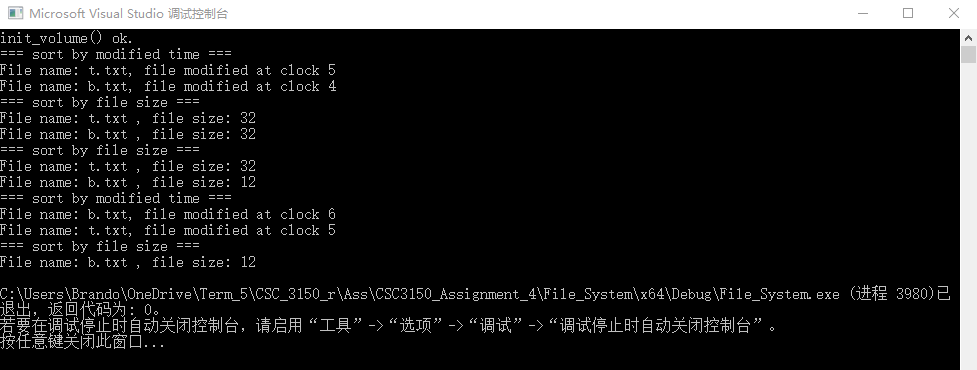 Microsoft Visual Studio 调试控制台
init_volume() ok.
=== sort by modified time ===
File name: t.txt, file modified at clock 5
File name: b.txt, file modified at clock 4
=== sort by file size ===
File name: t.txt , file size: 32
File name: b.txt , file size: 32
=== sort by file size ===
File name: t.txt , file size: 32
File name: b.txt , file size: 12
=== sort by modified time ===
File name: b.txt, file modified at clock 6
File name: t.txt, file modified at clock 5
=== sort by file size ===
File name: b.txt , file size: 12
C:\Users\Brando\OneDrive\Term_5\CSC_3150_r\Ass\CSC3150_Assignment_4\File_System\x64\Debug\File_System.exe (进程 3980)已
退出，返回代码为: 0。
若要在调试停止时自动关闭控制台，请启用“工具”->“选项”->“调试”->“调试停止时自动关闭控制台”。
按任意键关闭此窗口...